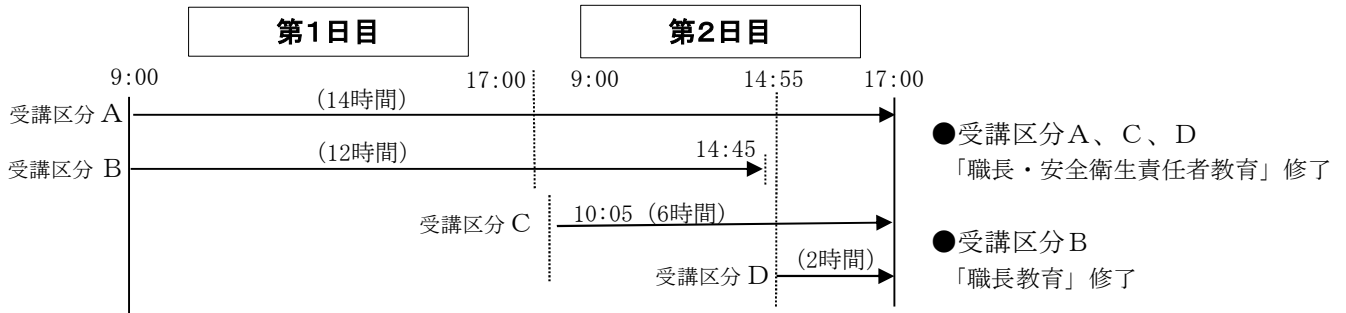 第1日目
第2日目
9:00
17:00
9:00
14:55
17:00
受講区分 A
(14時間)
受講区分 B
(12時間)
14:45
受講区分 C
10:05 (6時間)
受講区分 D
(2時間)
●受講区分A、C、D
「職長・安全衛生責任者教育」修了
●受講区分B
「職長教育」修了